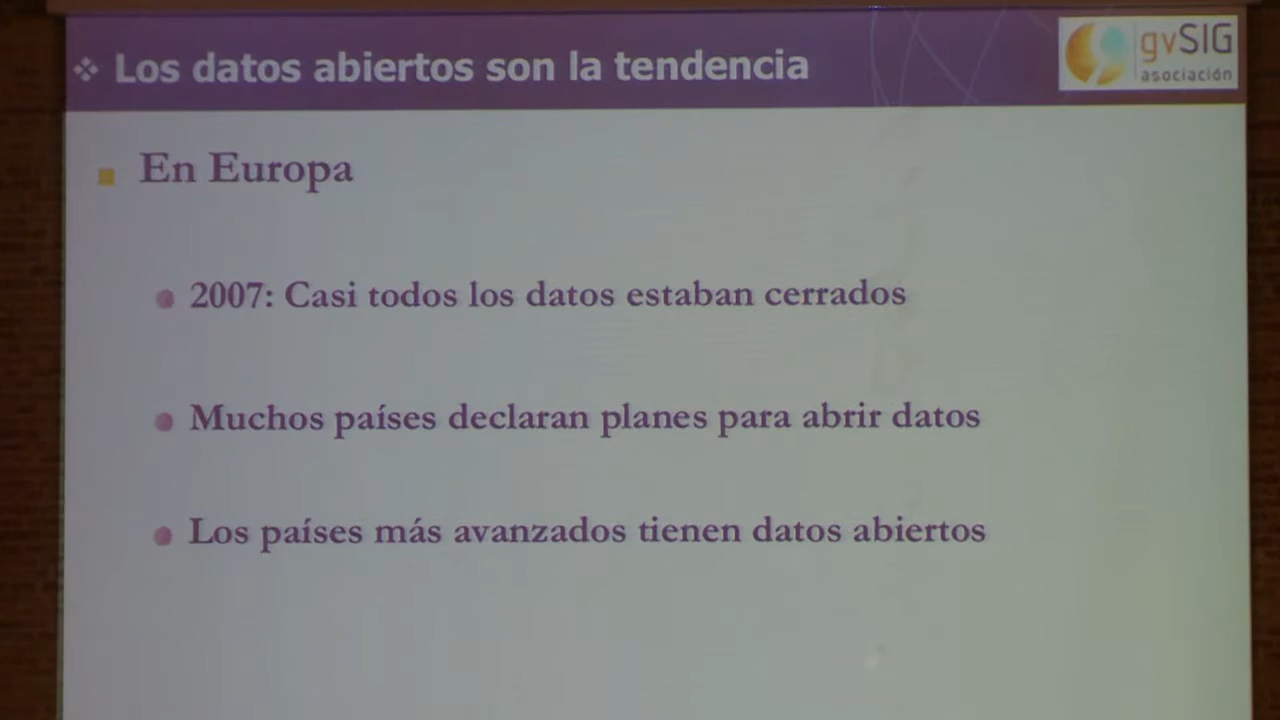 Los datos abiertos son la tendencia
gvSIG
asociación
En Europa
2007: Casi todos los datos estaban cerrados
Muchos países declaran planes para abrir datos
Los países más avanzados tienen datos abiertos